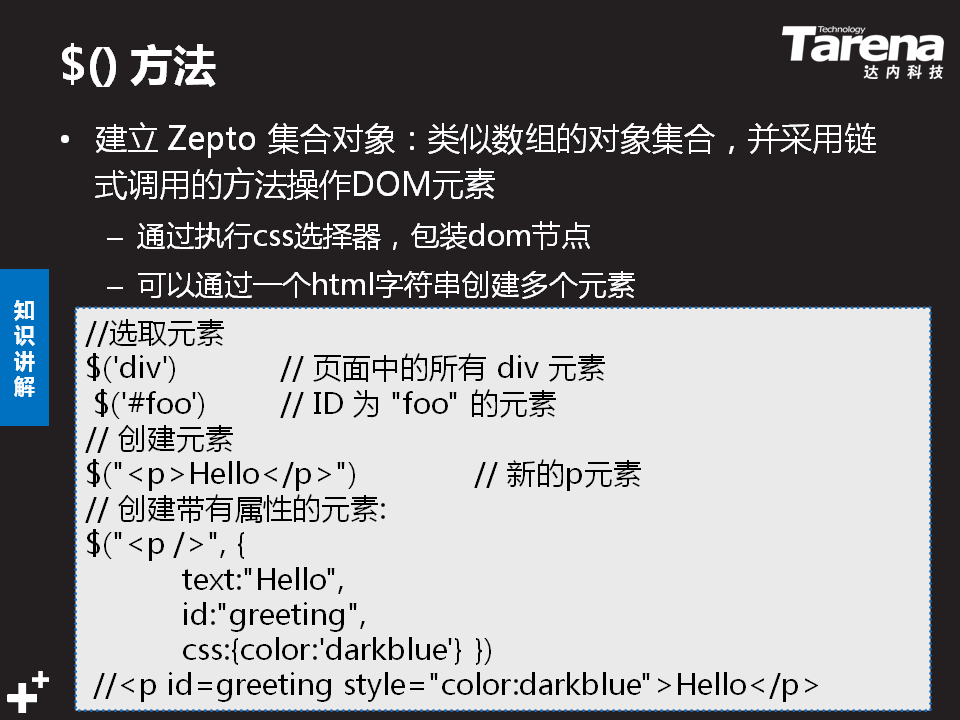 $() 方法
Technology
Tarena
达内科技
• 建立 Zepto 集合对象：类似数组的对象集合，并采用链
式调用的方法操作DOM元素
– 通过执行css选择器，包装dom节点
– 可以通过一个html字符串创建多个元素
知
识
讲
解
//选取元素
$('div') // 页面中的所有 div 元素
$('#foo') // ID 为 "foo" 的元素
// 创建元素
$("<p>Hello</p>") // 新的p元素
// 创建带有属性的元素:
$("<p />", {
text:"Hello",
id:"greeting",
css:{color:'darkblue'} })
//<p id=greeting style="color:darkblue">Hello</p>